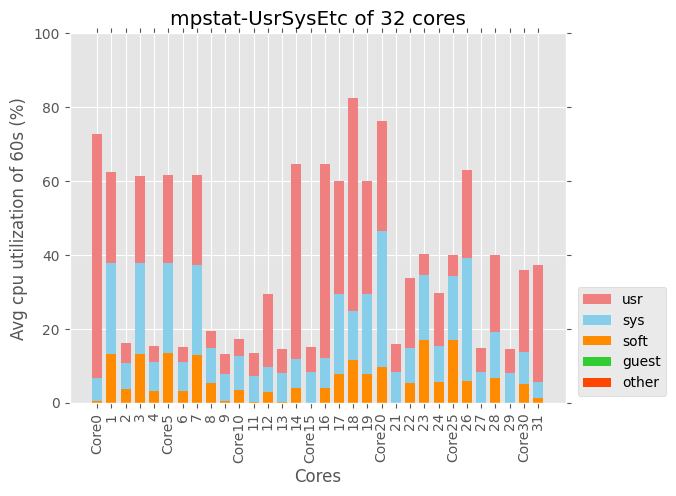 mpstat-UsrSysEtc of 32 cores
Avg cpu utilization of 60s (%)
100
80
60
40
20
0
Core0
1
2
3
4
Core5
6
7
8
9
Core10
11
12
13
14
Core15
16
17
18
19
Core20
21
22
23
24
Core25
26
27
28
29
Core30
31
Cores
usr
sys
soft
guest
other